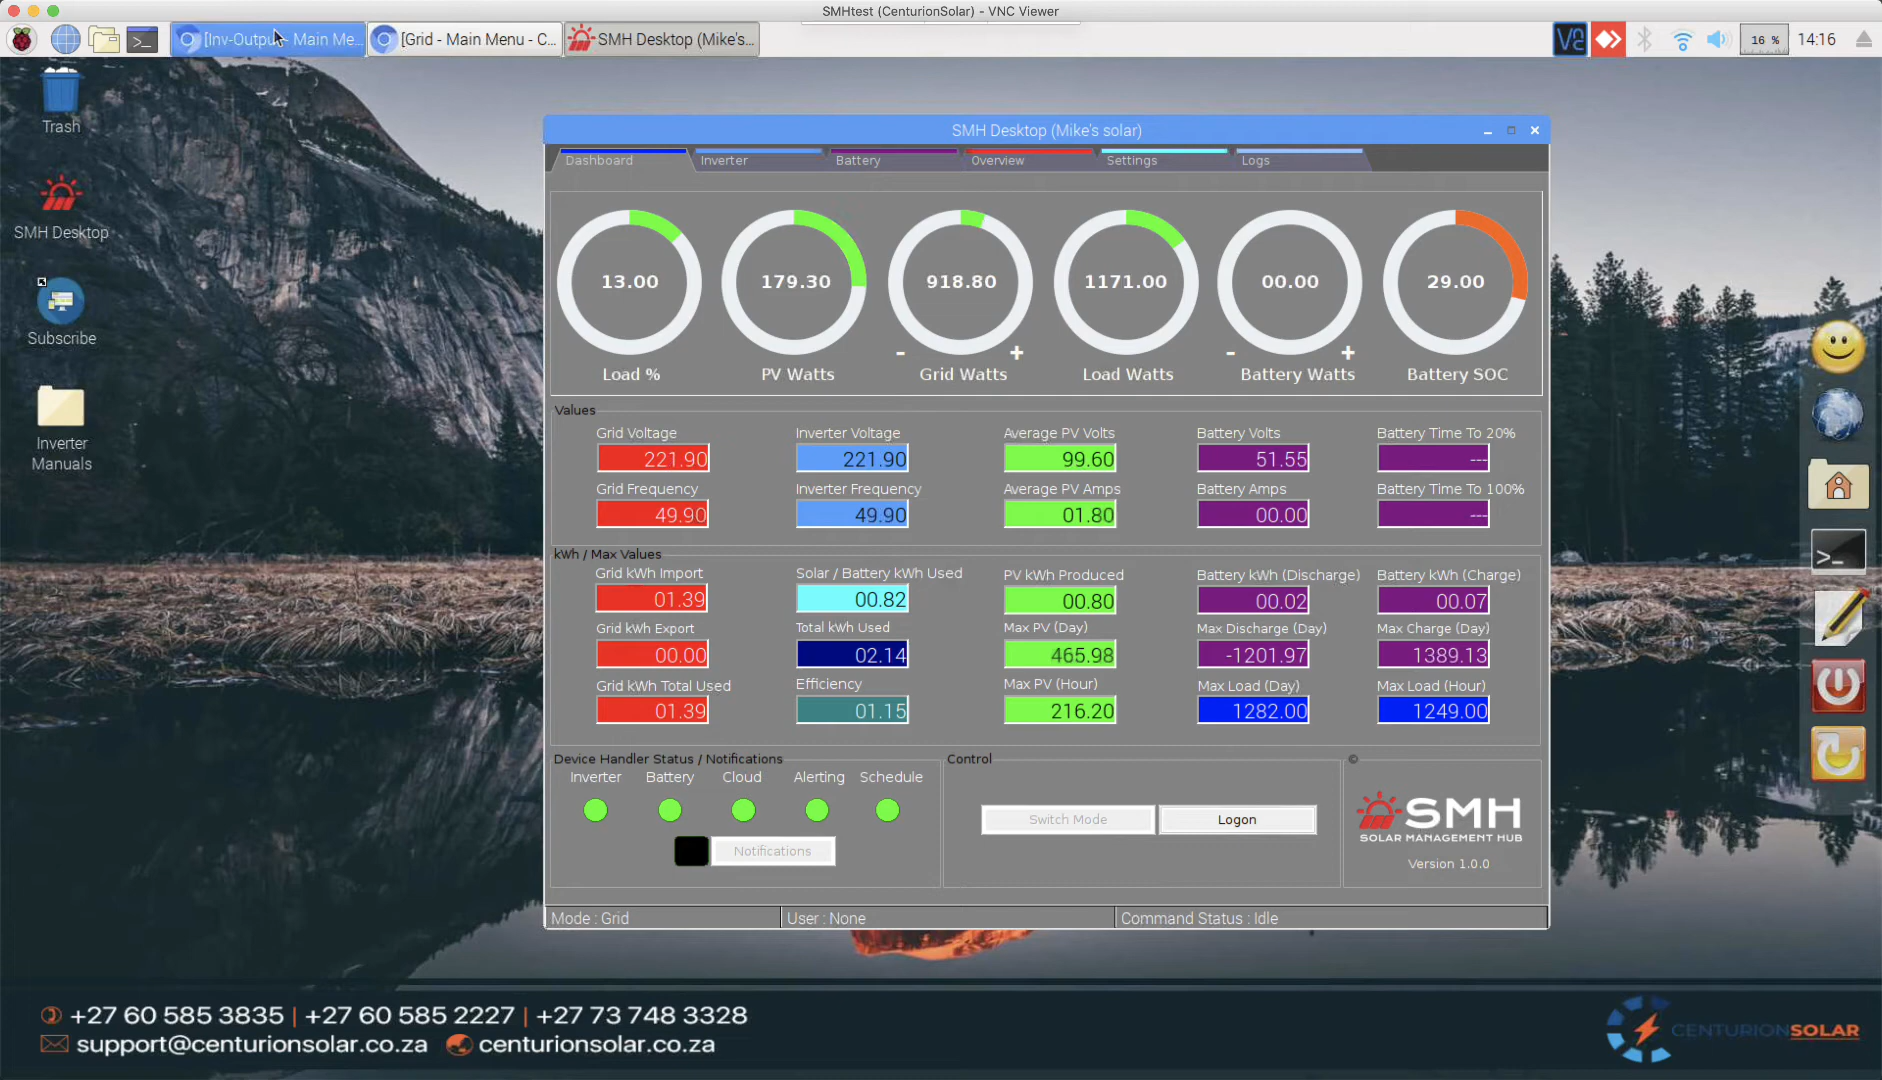 SMHtest (CenturionSolar) - VNC Viewer
[Inv-Output - Main Me...
[Grid - Main Menu - C...
SMH Desktop (Mike's...
16 %
14:16
Trash
SMH Desktop
Subscribe
Inverter
Manuals
SMH Desktop (Mike's solar)
Dashboard
Inverter
Battery
Overview
Settings
Logs
13.00
179.30
918.80
1171.00
00.00
29.00
- +
- +
Load %
PV Watts
Grid Watts
Load Watts
Battery Watts
Battery SOC
Values
Grid Voltage
Inverter Voltage
Average PV Volts
Battery Volts
Battery Time To 20%
221.90
221.90
99.60
51.55
---
Grid Frequency
Inverter Frequency
Average PV Amps
Battery Amps
Battery Time To 100%
49.90
49.90
01.80
00.00
---
kWh / Max Values
Grid kWh Import
Solar / Battery kWh Used
PV kWh Produced
Battery kWh (Discharge)
Battery kWh (Charge)
01.39
00.82
00.80
00.02
00.07
Grid kWh Export
Total kWh Used
Max PV (Day)
Max Discharge (Day)
Max Charge (Day)
00.00
02.14
465.98
-1201.97
1389.13
Grid kWh Total Used
Efficiency
Max PV (Hour)
Max Load (Day)
Max Load (Hour)
01.39
01.15
216.20
1282.00
1249.00
Device Handler Status / Notifications
Inverter
Battery
Cloud
Alerting
Schedule
Notifications
Control
Switch Mode
Logon
©
SMH
SOLAR MANAGEMENT HUB
Version 1.0.0
Mode : Grid
User : None
Command Status : Idle
+27 60 585 3835 | +27 60 585 2227 | +27 73 748 3328
support@centurionsolar.co.za centurionsolar.co.za
CENTURIONSOLAR